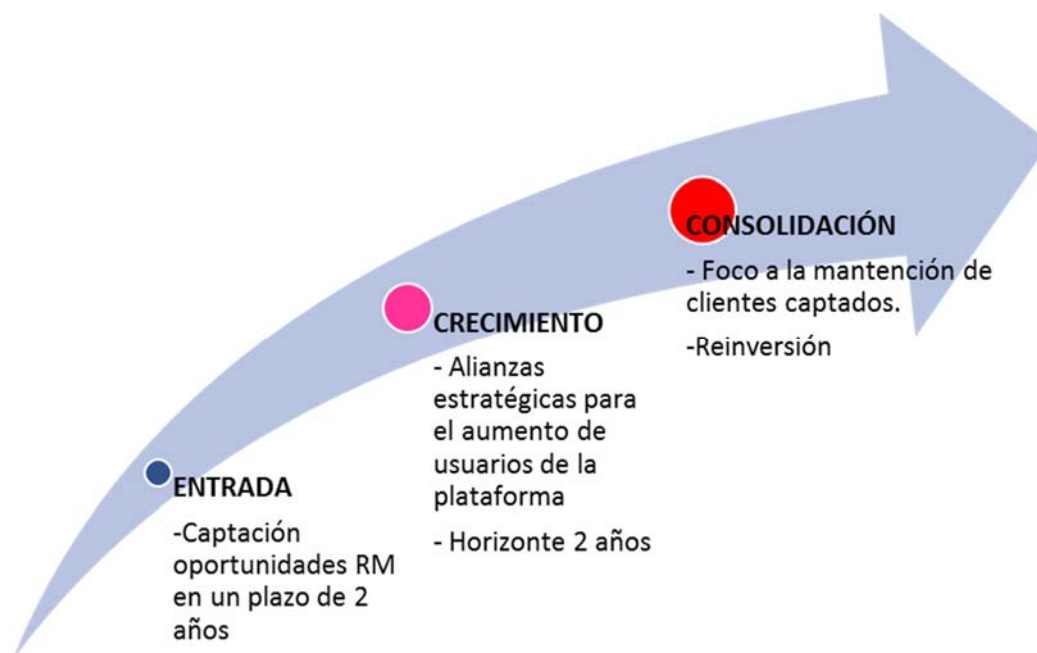 ENTRADA
-Captación
oportunidades RM
en un plazo de 2
años
CRECIMIENTO
- Alianzas
estratégicas para
el aumento de
usuarios de la
plataforma
- Horizonte 2 años
CONSOLIDACIÓN
- Foco a la mantención de
clientes captados.
-Reinversión